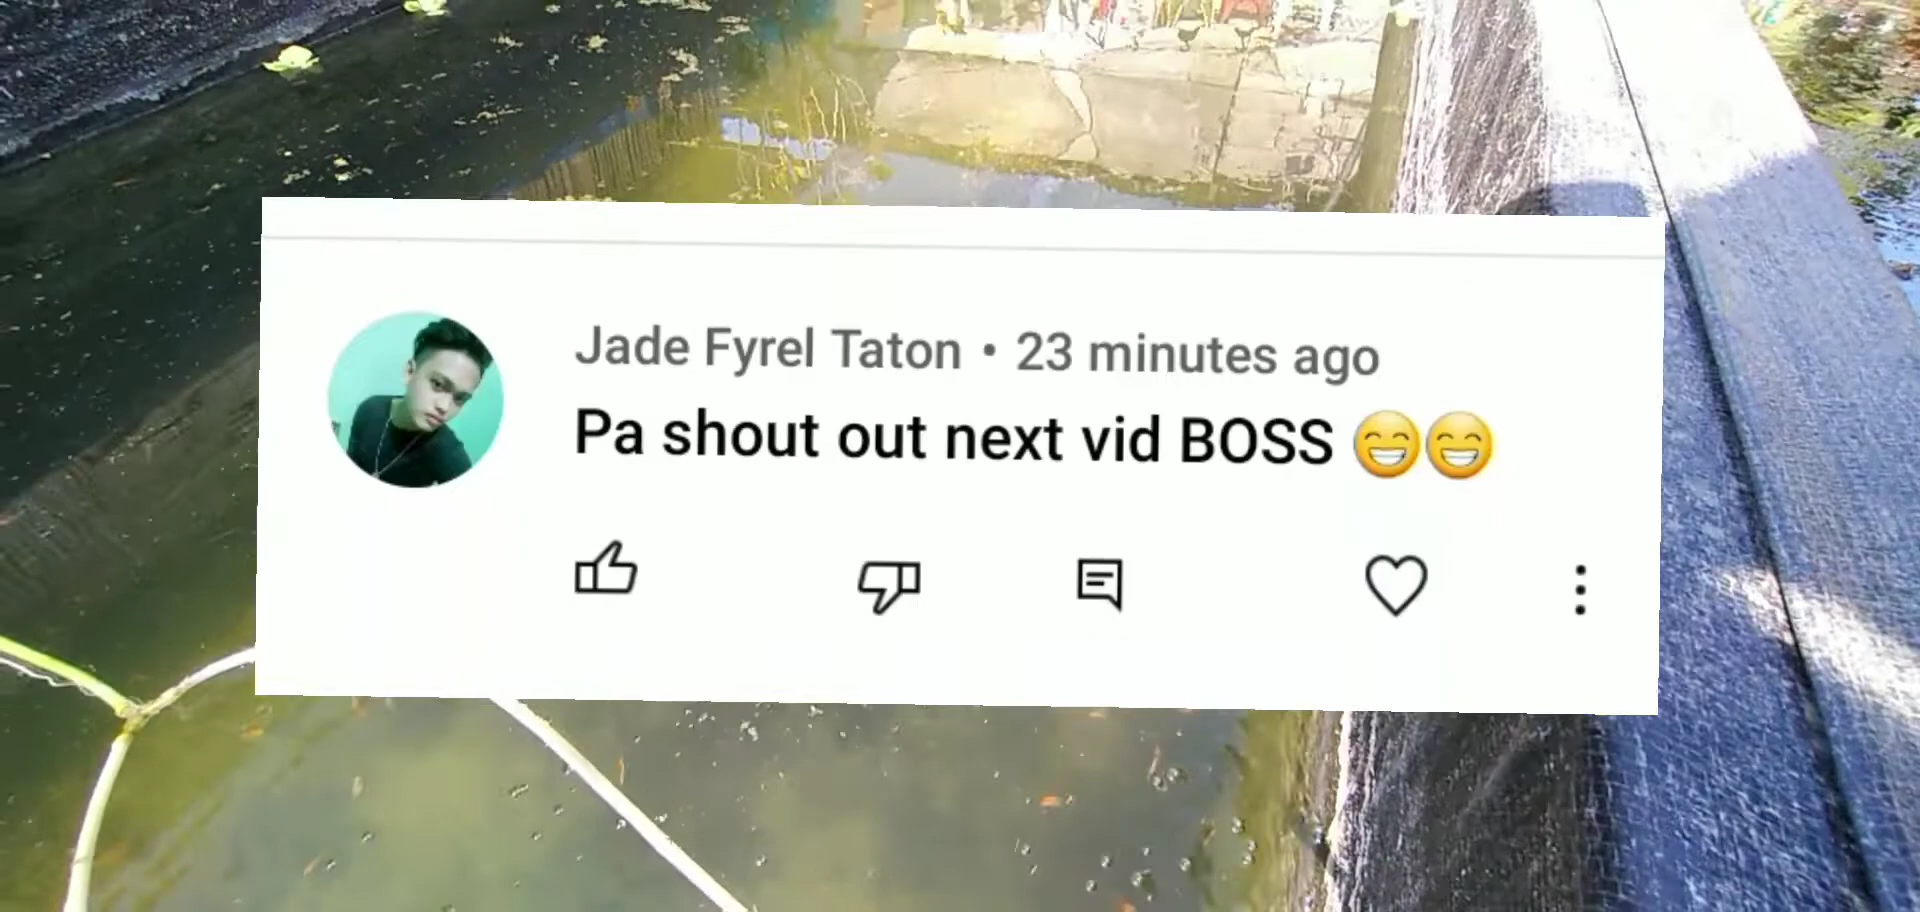 Jade Fyrel Taton • 23 minutes ago
Pa shout out next vid BOSS 😁😁